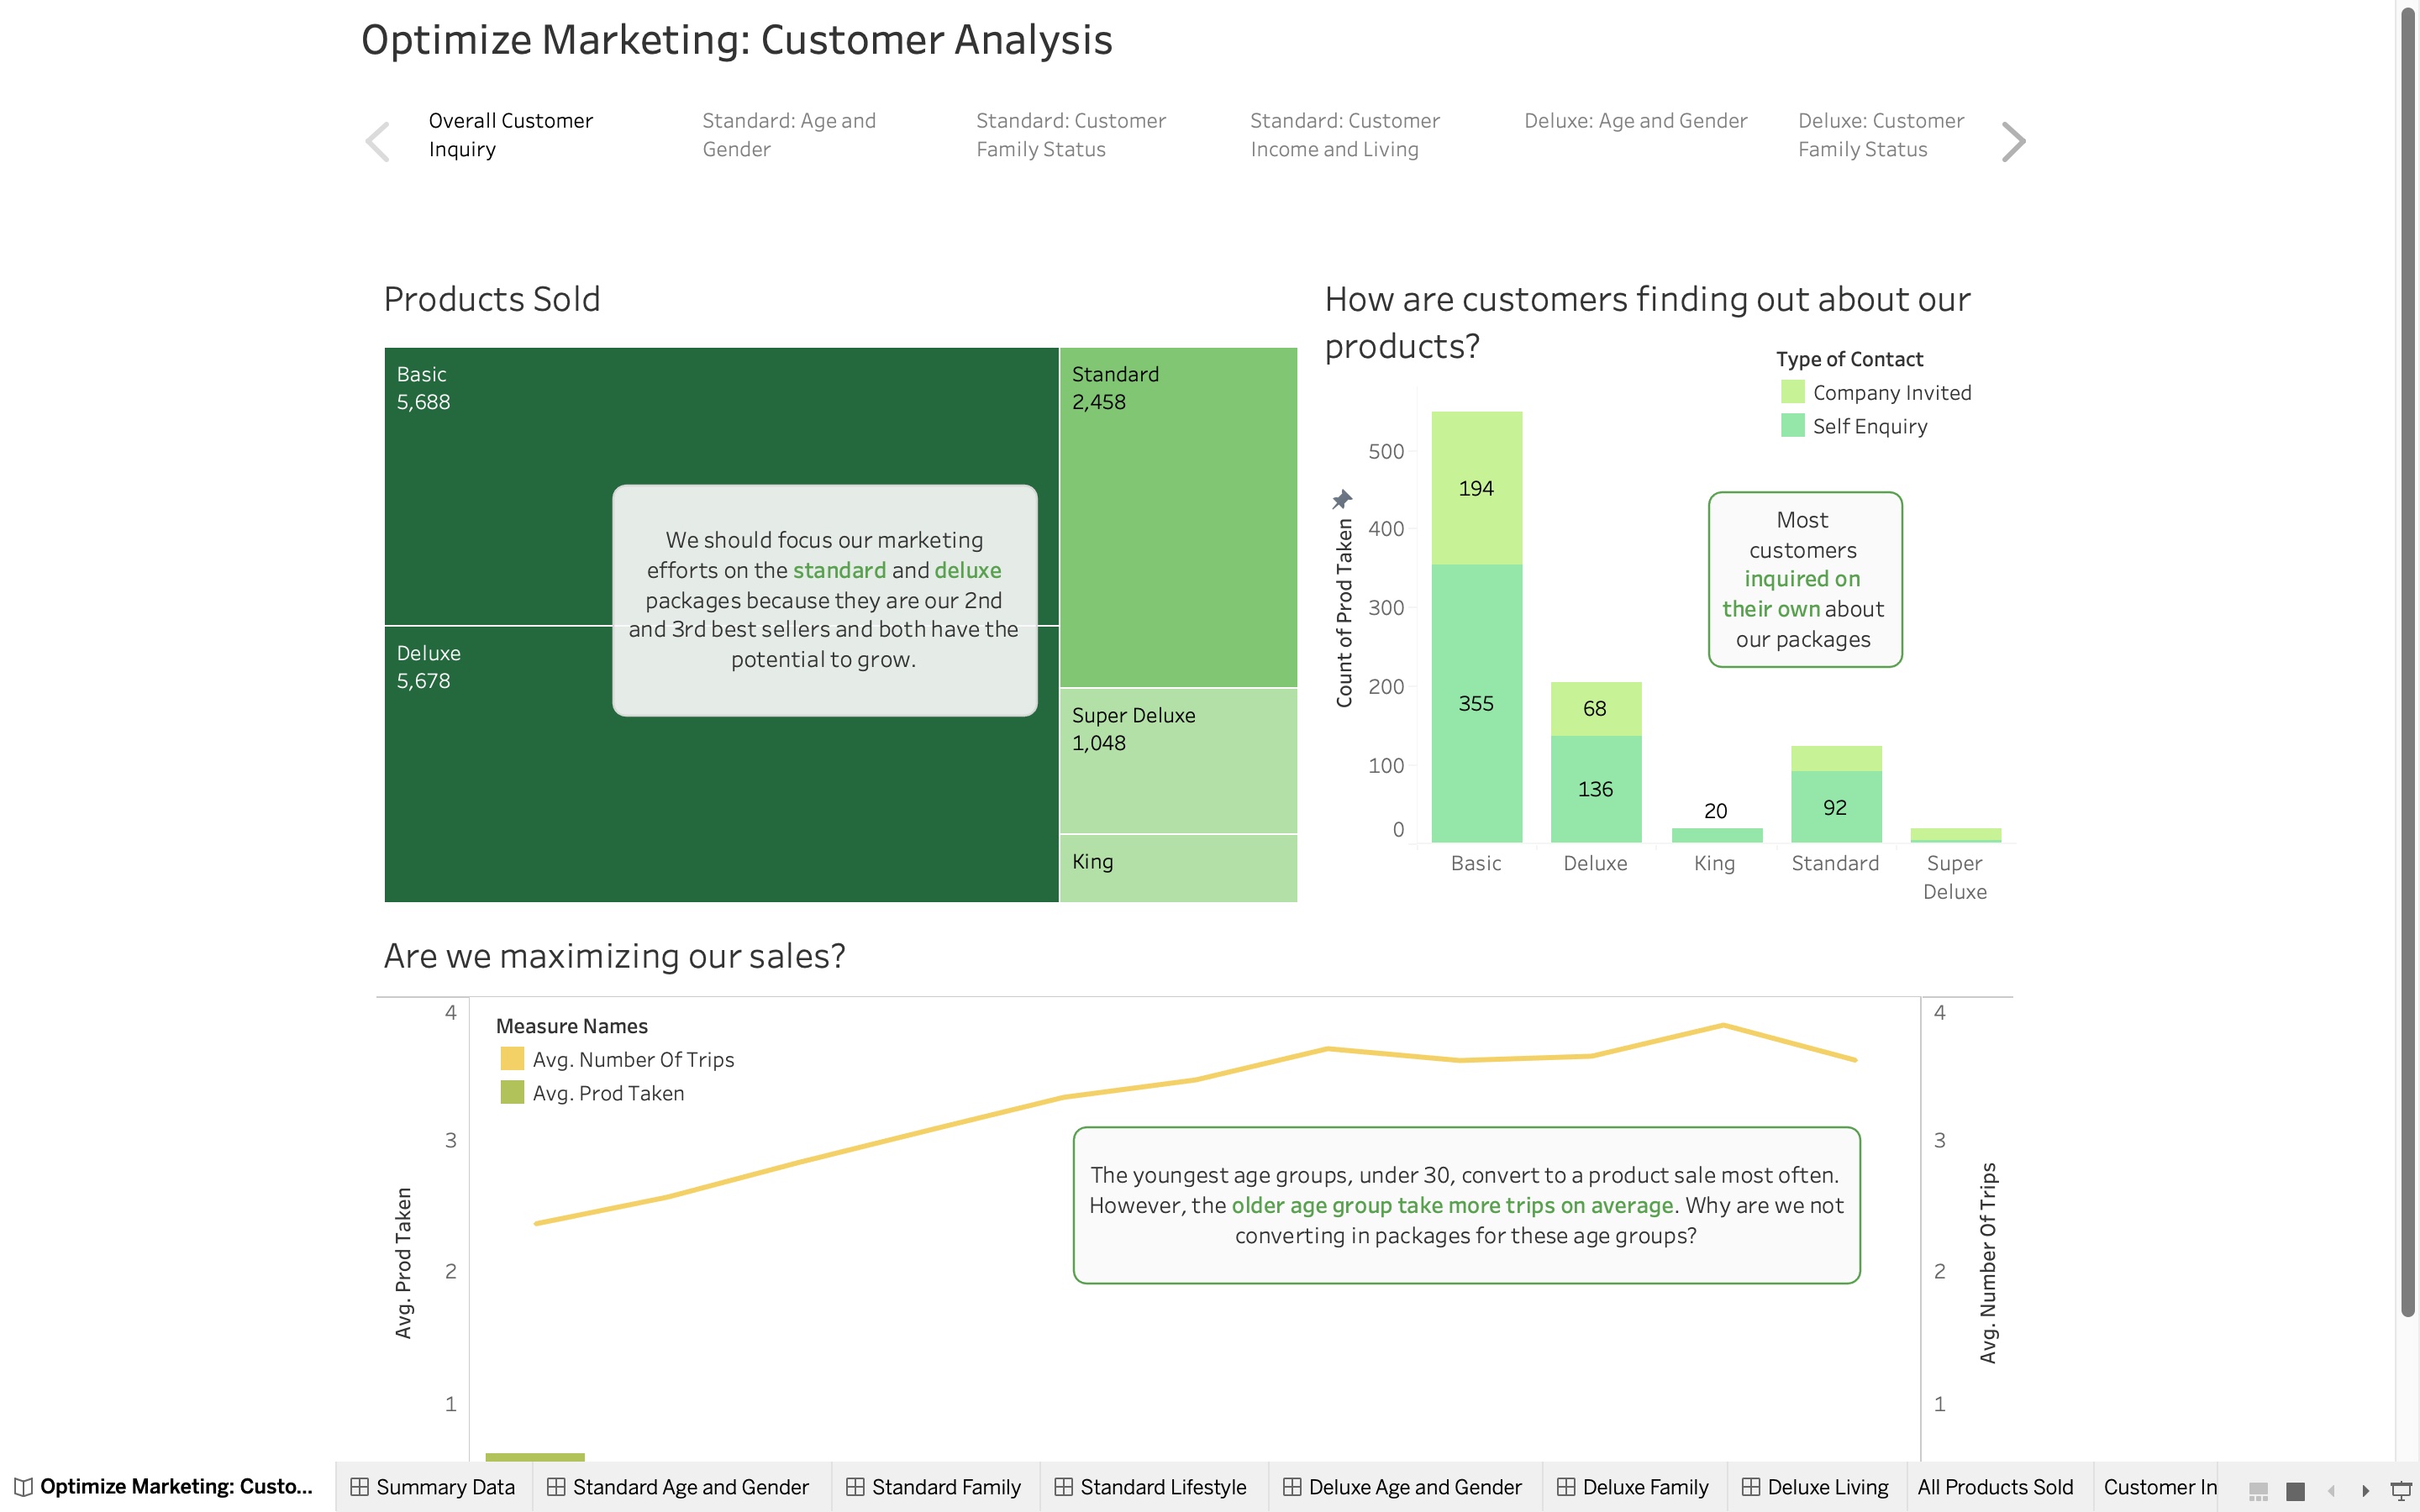 Optimize Marketing: Customer Analysis
Overall Customer
Inquiry
Standard: Age and
Gender
Standard: Customer
Family Status
Standard: Customer
Income and Living
Deluxe: Age and Gender
Deluxe: Customer
Family Status
Products Sold
Basic
5,688
Deluxe
5,678
Standard
2,458
Super Deluxe
1,048
King
We should focus our marketing
efforts on the standard and deluxe
packages because they are our 2nd
and 3rd best sellers and both have the
potential to grow.
How are customers finding out about our
products?
Type of Contact
Company Invited
Self Enquiry
Count of Prod Taken
500
400
300
200
100
0
194
355
68
136
20
92
Basic
Deluxe
King
Standard
Super
Deluxe
Most
customers
inquired on
their own about
our packages
Are we maximizing our sales?
Measure Names
Avg. Number Of Trips
Avg. Prod Taken
Avg. Prod Taken
4
3
2
1
The youngest age groups, under 30, convert to a product sale most often.
However, the older age group take more trips on average. Why are we not
converting in packages for these age groups?
4
3
2
1
Avg. Number Of Trips
Optimize Marketing: Custo...
Summary Data
Standard Age and Gender
Standard Family
Standard Lifestyle
Deluxe Age and Gender
Deluxe Family
Deluxe Living
All Products Sold
Customer In